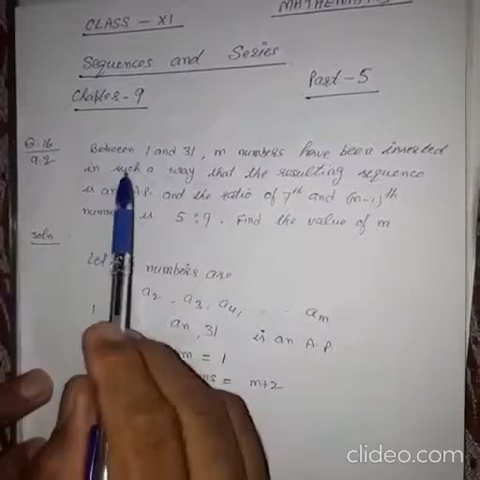 CLASS - XI
Sequences and Series
Chapter-9
Part-5
Q.16
9.2
Between 1 and 31, m numbers have been inserted
in such a way that the resulting sequence
is an A.P. and the ratio of 7th and (m-1)th
is 5:9. Find the value of m
soln
Let numbers are
a2, a3, a4, ... am
1
an, 31 is an A.P
m = 1
= m+2
clideo.com